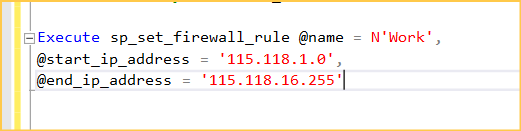 Execute sp_set_firewall_rule @name = N'Work',
@start_ip_address = '115.118.1.0',
@end_ip_address = '115.118.16.255'